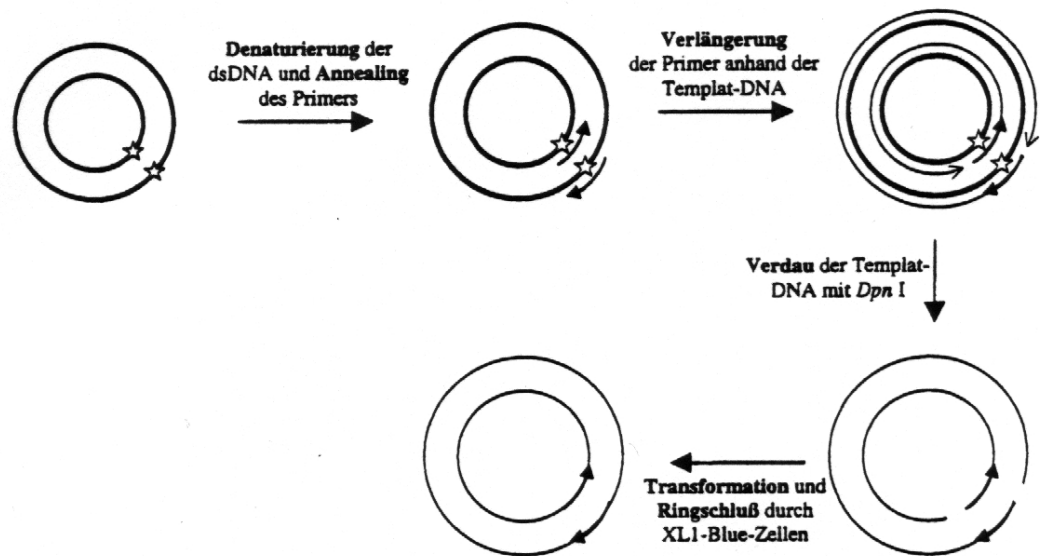 Denaturierung der
dsDNA und Annealing
des Primers
Verlängerung
der Primer anhand der
Templat-DNA
Verdau der Templat-
DNA mit Dpn I
Transformation und
Ringschluß durch
XL1-Blue-Zellen